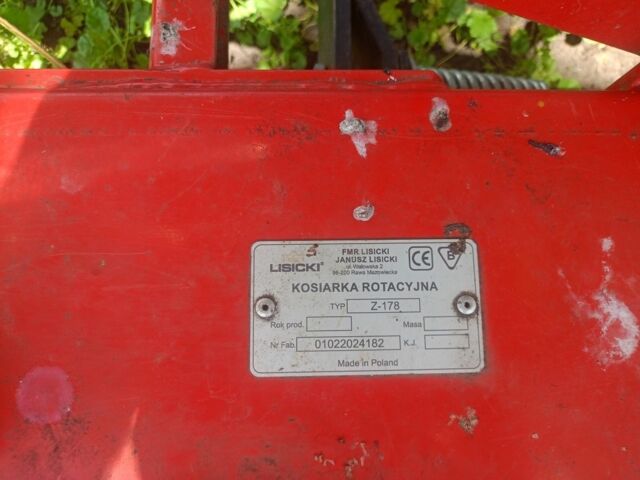 LISICKI®
FMR LISICKI
JANUSZ LISICKI
ul. Wałowska 2
96-200 Rawa Mazowiecka
CE
B
KOSIARKA ROTACYJNA
TYP Z-178
Rok prod. Masa
Nr Fab. 01022024182 K.J.
Made in Poland